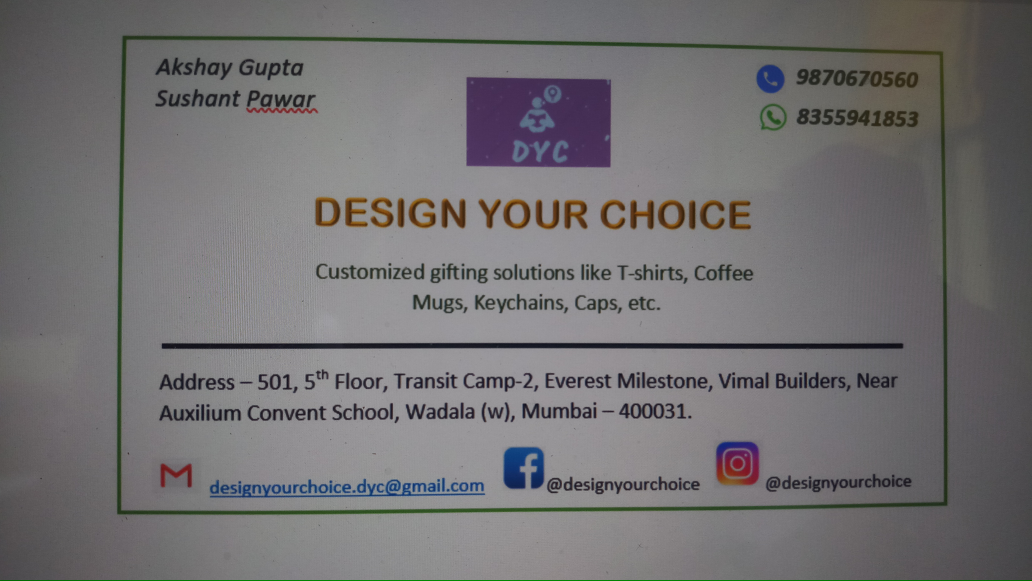 Akshay Gupta
Sushant Pawar
9870670560
8355941853
DYC
DESIGN YOUR CHOICE
Customized gifting solutions like T-shirts, Coffee
Mugs, Keychains, Caps, etc.
Address – 501, 5th Floor, Transit Camp-2, Everest Milestone, Vimal Builders, Near
Auxilium Convent School, Wadala (w), Mumbai – 400031.
designyourchoice.dyc@gmail.com
@designyourchoice
@designyourchoice